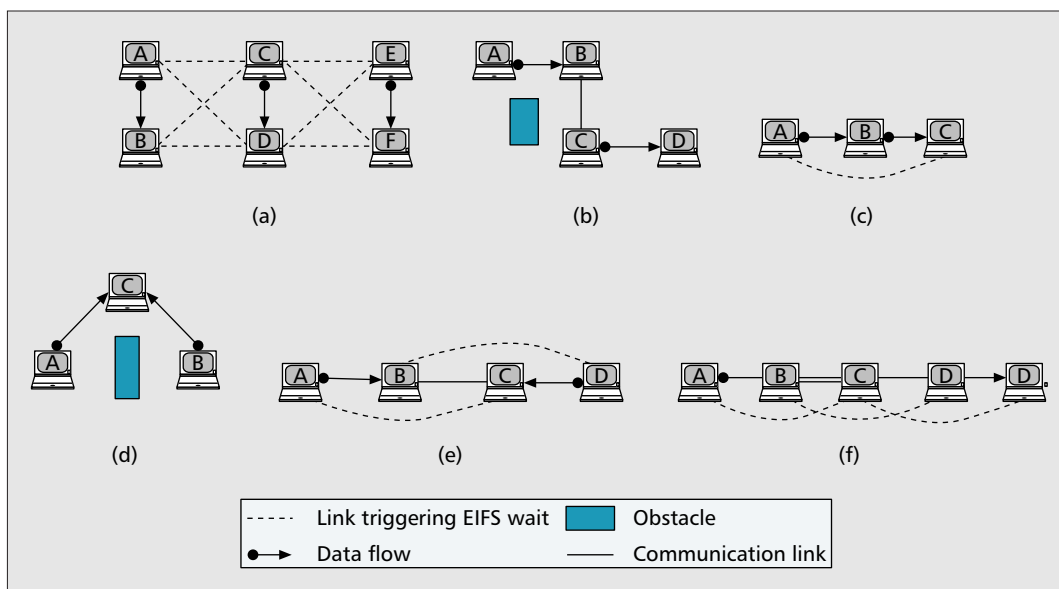 A C E
B D F
(a)
A B
C D
(b)
A B C
(c)
C
A B
(d)
A B C D
(e)
A B C D D
(f)
Link triggering EIFS wait
Obstacle
Data flow
Communication link